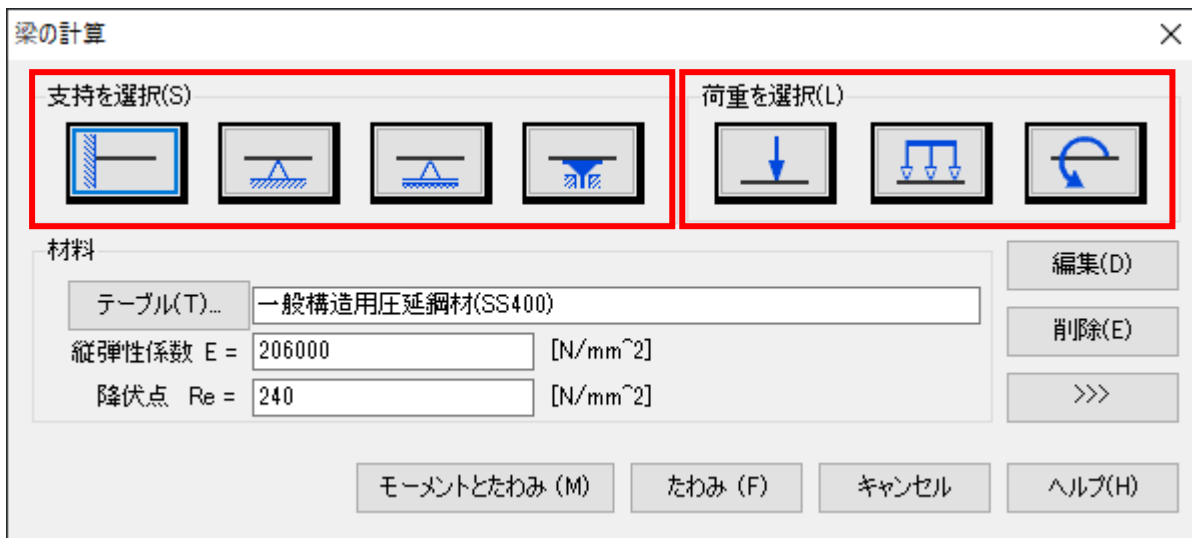 梁の計算
支持を選択(S)
荷重を選択(L)
材料
テーブル(T)... 一般構造用圧延鋼材(SS400)
縦弾性係数 E = 206000 [N/mm^2]
降伏点 Re = 240 [N/mm^2]
編集(D)
削除(E)
>>>
モーメントとたわみ (M) たわみ (F) キャンセル ヘルプ(H)